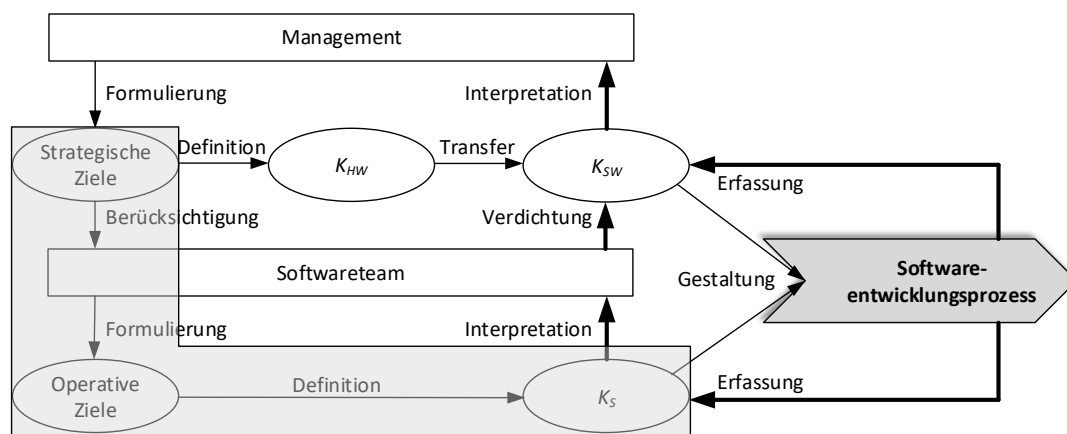 Management
Formulierung
Interpretation
Strategische
Ziele
Definition
K_HW
Transfer
K_SW
Erfassung
Berücksichtigung
Verdichtung
Softwareteam
Gestaltung
Software-
entwicklungsprozess
Formulierung
Interpretation
Operative
Ziele
Definition
K_S
Erfassung